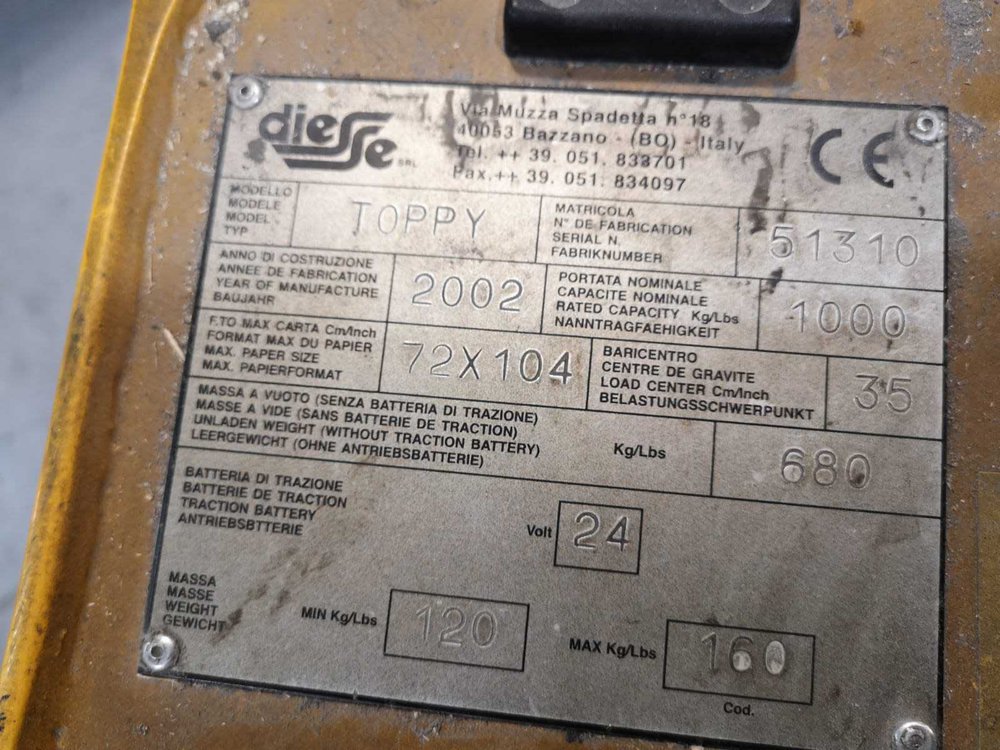 diesse SRL
Via Muzza Spadetta n°18
40053 Bazzano - (BO) - Italy
Tel. ++ 39. 051. 833701
Fax.++ 39. 051. 834097
CE
MODELLO
MODELE
MODEL
TYP
TOPPY
MATRICOLA
N° DE FABRICATION
SERIAL N.
FABRIKNUMBER
51310
ANNO DI COSTRUZIONE
ANNEE DE FABRICATION
YEAR OF MANUFACTURE
BAUJAHR
2002
PORTATA NOMINALE
CAPACITE NOMINALE
RATED CAPACITY Kg/Lbs
NANNTRAGFAEHIGKEIT
1000
F.TO MAX CARTA Cm/Inch
FORMAT MAX DU PAPIER
MAX. PAPER SIZE
MAX. PAPIERFORMAT
72X104
BARICENTRO
CENTRE DE GRAVITE
LOAD CENTER Cm/Inch
BELASTUNGSSCHWERPUNKT
35
MASSA A VUOTO (SENZA BATTERIA DI TRAZIONE)
MASSE A VIDE (SANS BATTERIE DE TRACTION)
UNLADEN WEIGHT (WITHOUT TRACTION BATTERY)
LEERGEWICHT (OHNE ANTRIEBSBATTERIE)
Kg/Lbs
680
BATTERIA DI TRAZIONE
BATTERIE DE TRACTION
TRACTION BATTERY
ANTRIEBSBTTERIE
Volt
24
MASSA
MASSE
WEIGHT
GEWICHT
MIN Kg/Lbs
120
MAX Kg/Lbs
160
Cod.